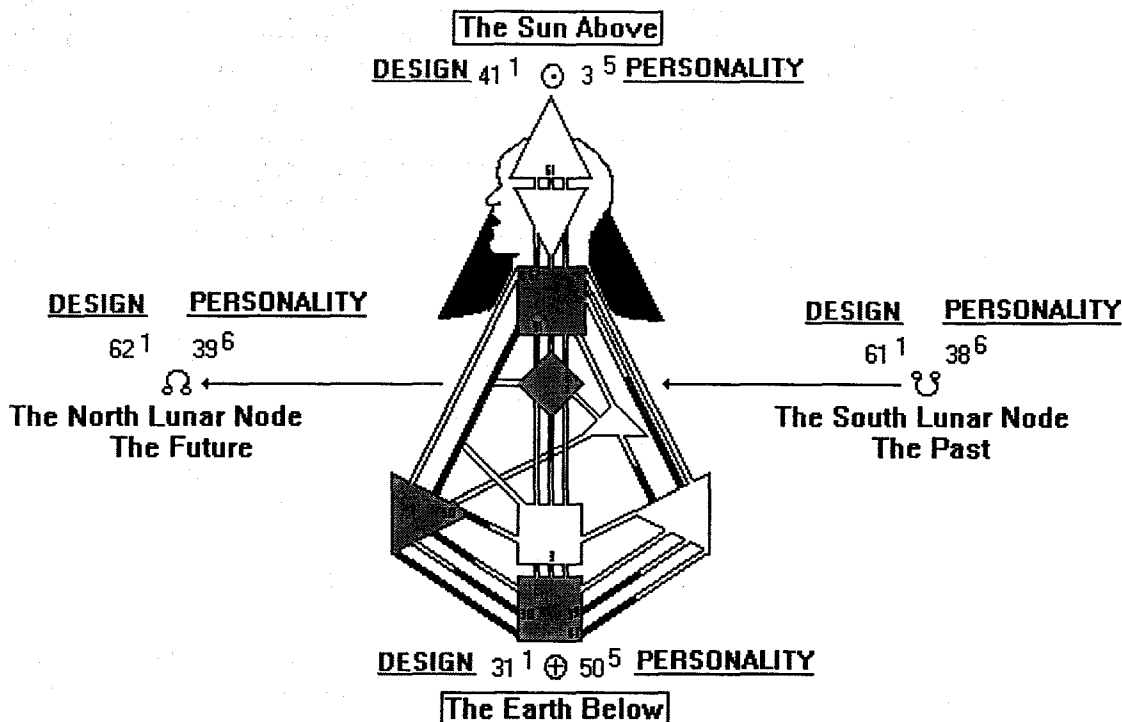 The Sun Above
DESIGN 41 1 ☉ 3 5 PERSONALITY
61
DESIGN PERSONALITY
62 1 39 6
☊
The North Lunar Node
The Future
DESIGN PERSONALITY
61 1 38 6
☋
The South Lunar Node
The Past
3
DESIGN 31 1 ⊕ 50 5 PERSONALITY
The Earth Below